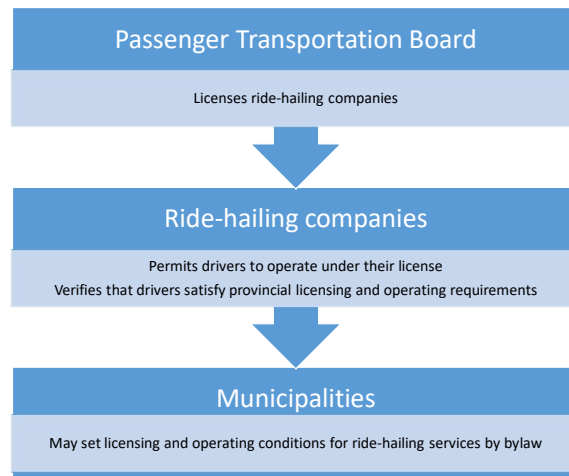 Passenger Transportation Board
Licenses ride-hailing companies
Ride-hailing companies
Permits drivers to operate under their license
Verifies that drivers satisfy provincial licensing and operating requirements
Municipalities
May set licensing and operating conditions for ride-hailing services by bylaw